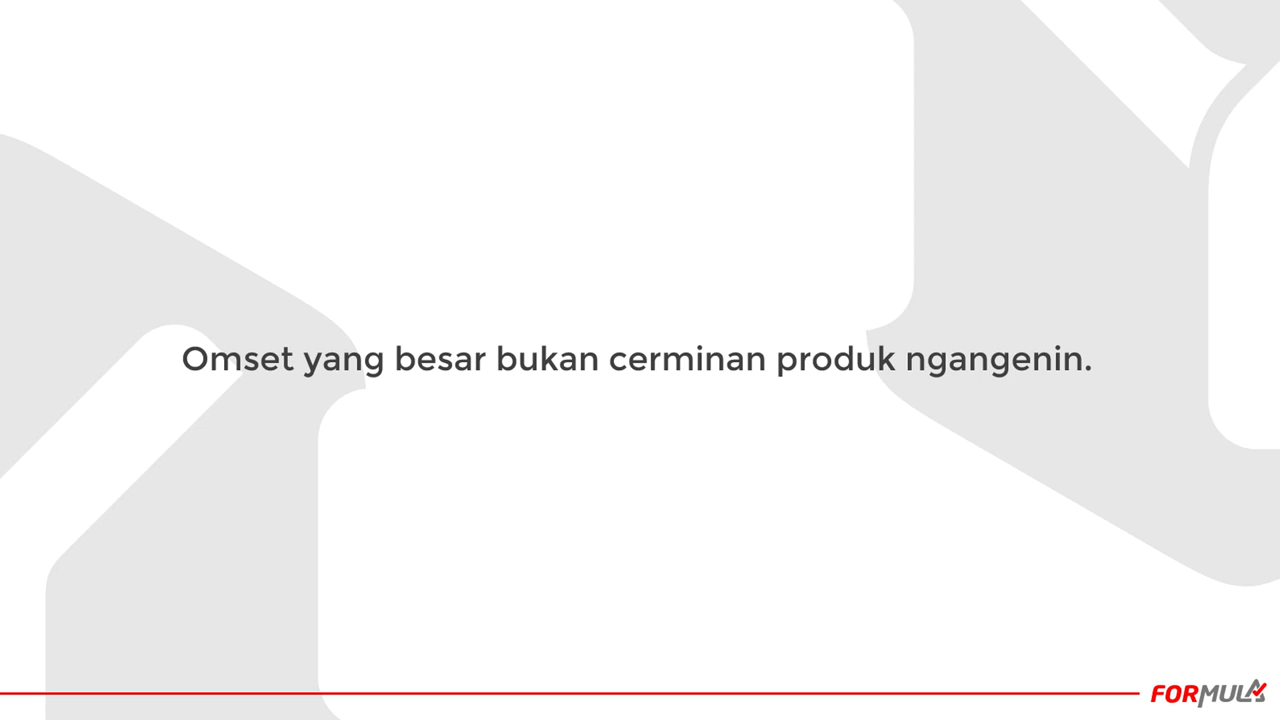 Omset yang besar bukan cerminan produk ngangenin.
FORMULA